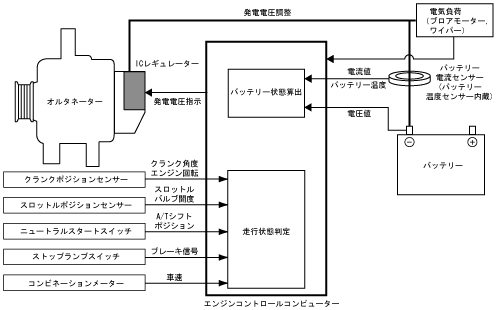 発電電圧調整
電気負荷
(ブロアモーター,
ワイパー)
ICレギュレーター
オルタネーター
発電電圧指示
バッテリー状態算出
電流値
バッテリー温度
電圧値
バッテリー
電流センサー
(バッテリー
温度センサー内蔵)
バッテリー
クランクポジションセンサー
クランク角度
エンジン回転
スロットルポジションセンサー
スロットル
バルブ開度
ニュートラルスタートスイッチ
A/Tシフト
ポジション
ストップランプスイッチ
ブレーキ信号
コンビネーションメーター
車速
走行状態判定
エンジンコントロールコンピューター